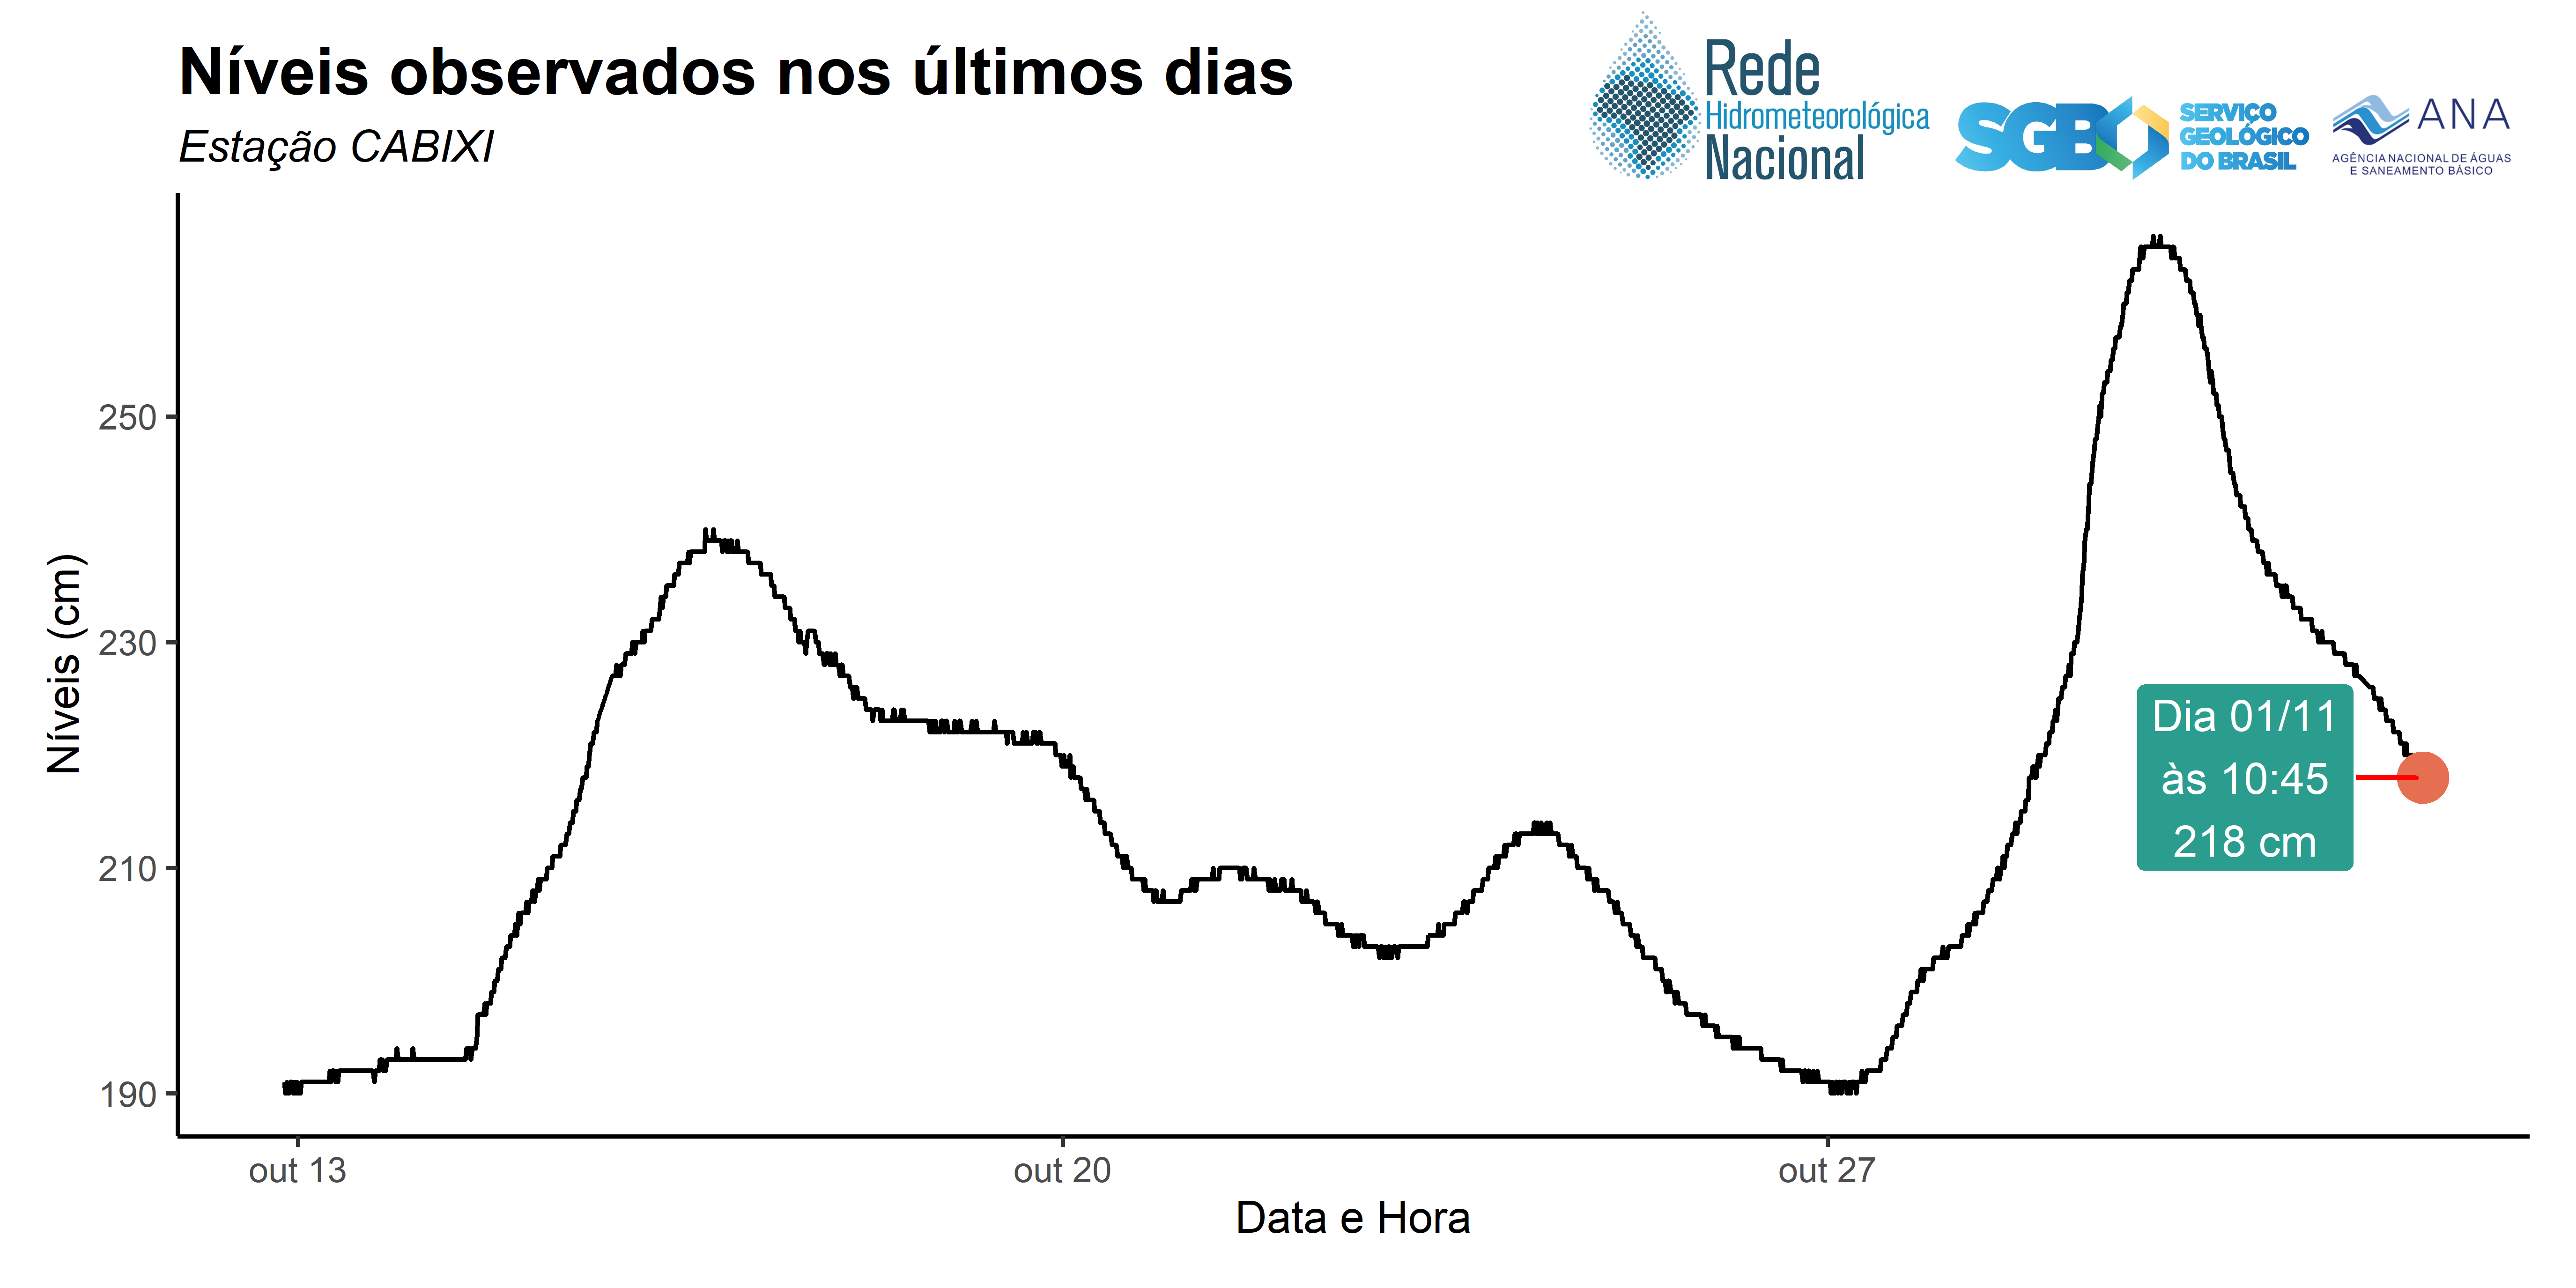 Níveis observados nos últimos dias
Estação CABIXI
Rede
Hidrometeorológica
Nacional
SGB
SERVIÇO
GEOLÓGICO
DO BRASIL
ANA
AGÊNCIA NACIONAL DE ÁGUAS
E SANEAMENTO BÁSICO
Níveis (cm)
250
230
210
190
Dia 01/11
às 10:45
218 cm
out 13
out 20
out 27
Data e Hora